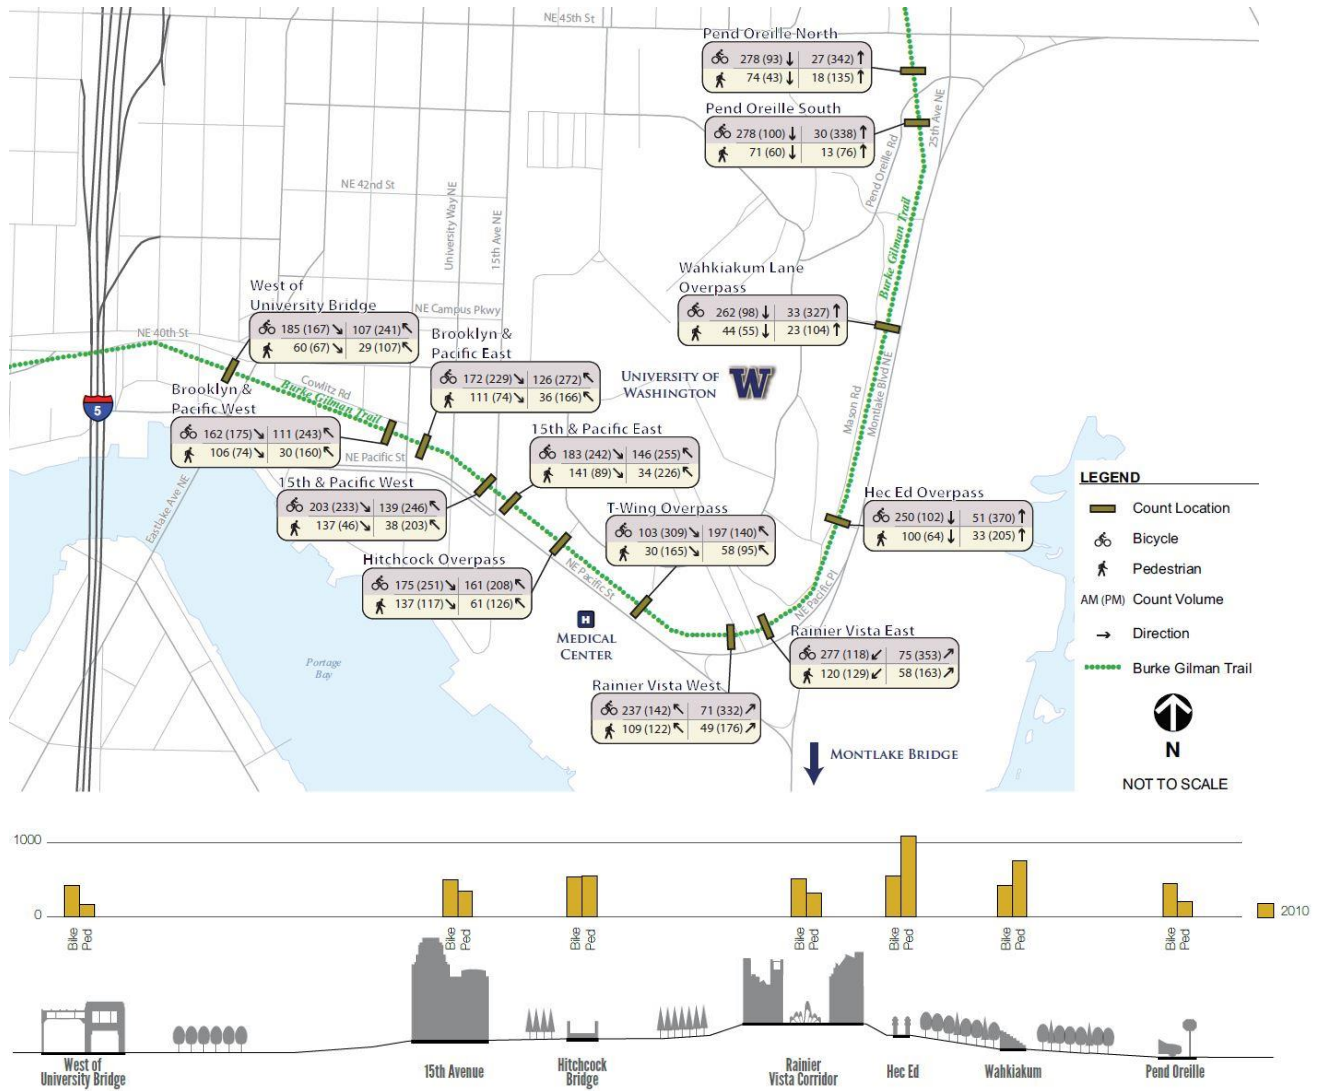 NE 45th St
Pend Oreille North
278 (93) ↓ 27 (342) ↑
74 (43) ↓ 18 (135) ↑
Pend Oreille South
278 (100) ↓ 30 (338) ↑
71 (60) ↓ 13 (76) ↑
25th Ave NE
Pend Oreille Rd
NE 42nd St
University Way NE
15th Ave NE
Burke Gilman Trail
Wahkiakum Lane
Overpass
262 (98) ↓ 33 (327) ↑
44 (55) ↓ 23 (104) ↑
West of
University Bridge
185 (167) ↘ 107 (241) ↖
60 (67) ↘ 29 (107) ↖
NE Campus Pkwy
NE 40th St
Brooklyn &
Pacific East
172 (229) ↘ 126 (272) ↖
111 (74) ↘ 36 (166) ↖
UNIVERSITY OF
WASHINGTON
W
Cowlitz Rd
Burke Gilman Trail
5
Brooklyn &
Pacific West
162 (175) ↘ 111 (243) ↖
106 (74) ↘ 30 (160) ↖
NE Pacific St
Mason Rd
Montlake Blvd NE
15th & Pacific East
183 (242) ↘ 146 (255) ↖
141 (89) ↘ 34 (226) ↖
Eastlake Ave NE
15th & Pacific West
203 (233) ↘ 139 (246) ↖
137 (46) ↘ 38 (203) ↖
T-Wing Overpass
103 (309) ↘ 197 (140) ↖
30 (165) ↘ 58 (95) ↖
Hec Ed Overpass
250 (102) ↓ 51 (370) ↑
100 (64) ↓ 33 (205) ↑
Hitchcock Overpass
175 (251) ↘ 161 (208) ↖
137 (117) ↘ 61 (126) ↖
NE Pacific St
NE Pacific Pl
H
MEDICAL
CENTER
Portage
Bay
Rainier Vista East
277 (118) ↙ 75 (353) ↗
120 (129) ↙ 58 (163) ↗
Rainier Vista West
237 (142) ↖ 71 (332) ↗
109 (122) ↖ 49 (176) ↗
MONTLAKE BRIDGE
LEGEND
Count Location
Bicycle
Pedestrian
AM (PM) Count Volume
→ Direction
Burke Gilman Trail
N
NOT TO SCALE
1000
0
2010
Bike Ped Bike Ped Bike Ped Bike Ped Bike Ped Bike Ped Bike Ped
West of
University Bridge
15th Avenue
Hitchcock
Bridge
Rainier
Vista Corridor
Hec Ed
Wahkiakum
Pend Oreille